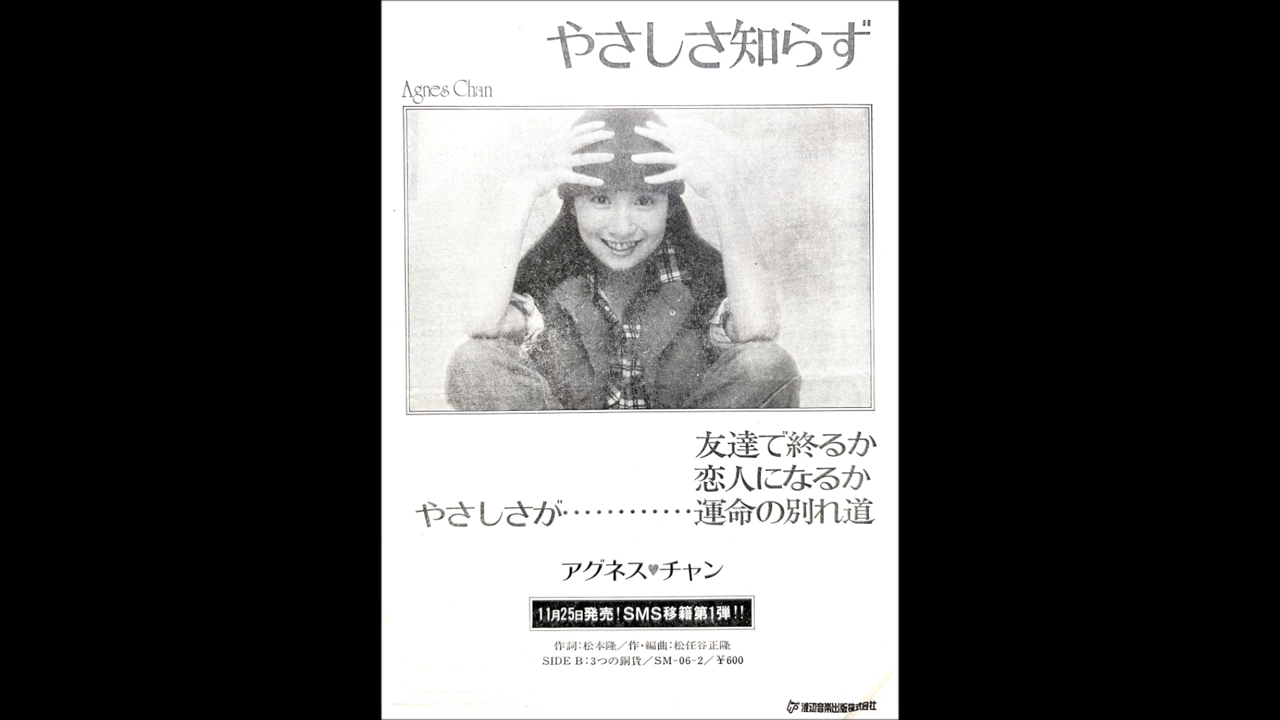 やさしさ知らず
Agnes Chan
友達で終るか
恋人になるか
やさしさが…………運命の別れ道
アグネス♥チャン
11月25日発売!SMS移籍第1弾!!
作詞:松本隆/作・編曲:松任谷正隆
SIDE B:3つの銅貨/SM-06-2/¥600
渡辺音楽出版株式会社